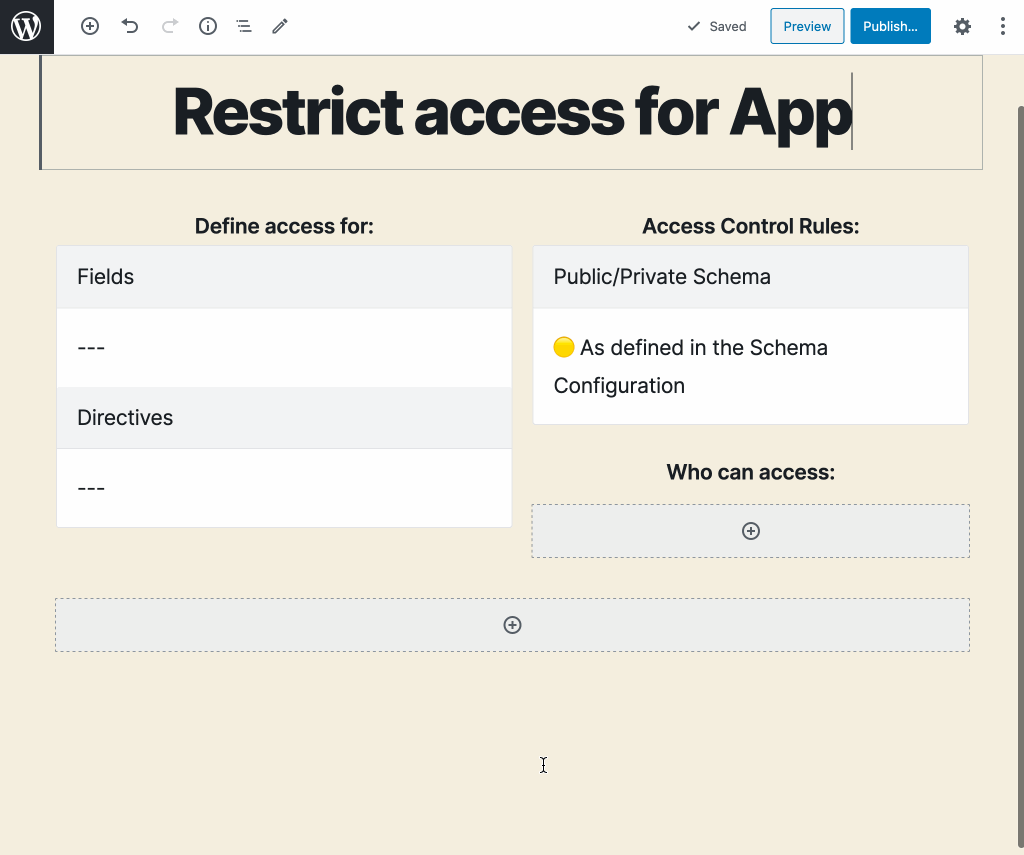 Saved
Preview
Publish...
Restrict access for App
Define access for:
Fields
---
Directives
---
Access Control Rules:
Public/Private Schema
🟡 As defined in the Schema
Configuration
Who can access: